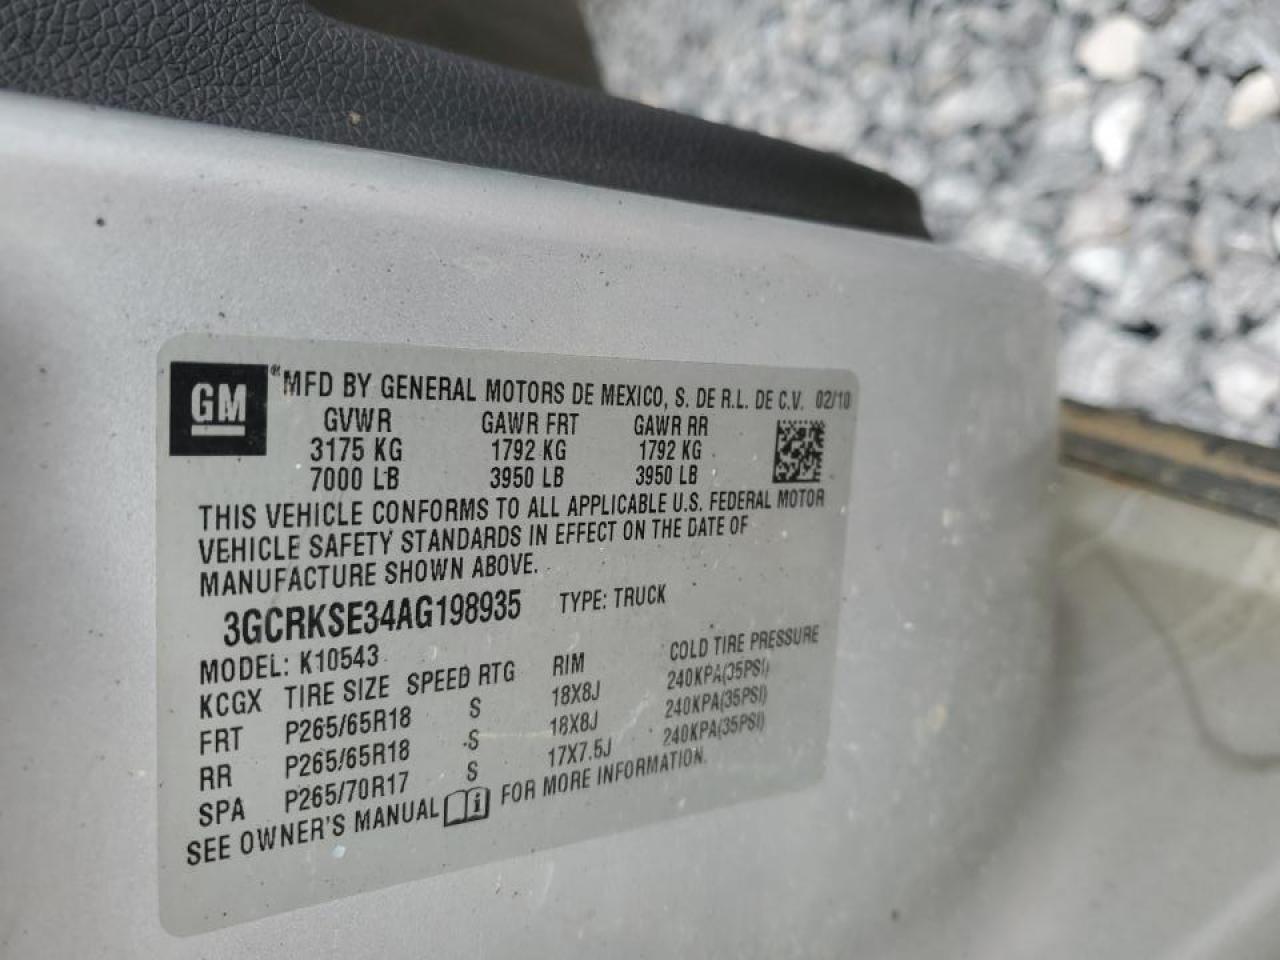 GM ® MFD BY GENERAL MOTORS DE MEXICO, S. DE R.L. DE C.V. 02/10
GVWR GAWR FRT GAWR RR
3175 KG 1792 KG 1792 KG
7000 LB 3950 LB 3950 LB
THIS VEHICLE CONFORMS TO ALL APPLICABLE U.S. FEDERAL MOTOR
VEHICLE SAFETY STANDARDS IN EFFECT ON THE DATE OF
MANUFACTURE SHOWN ABOVE.
3GCRKSE34AG198935 TYPE: TRUCK
MODEL: K10543
KCGX TIRE SIZE SPEED RTG RIM COLD TIRE PRESSURE
FRT P265/65R18 S 18X8J 240KPA(35PSI)
RR P265/65R18 S 18X8J 240KPA(35PSI)
SPA P265/70R17 S 17X7.5J 240KPA(35PSI)
SEE OWNER'S MANUAL i FOR MORE INFORMATION.